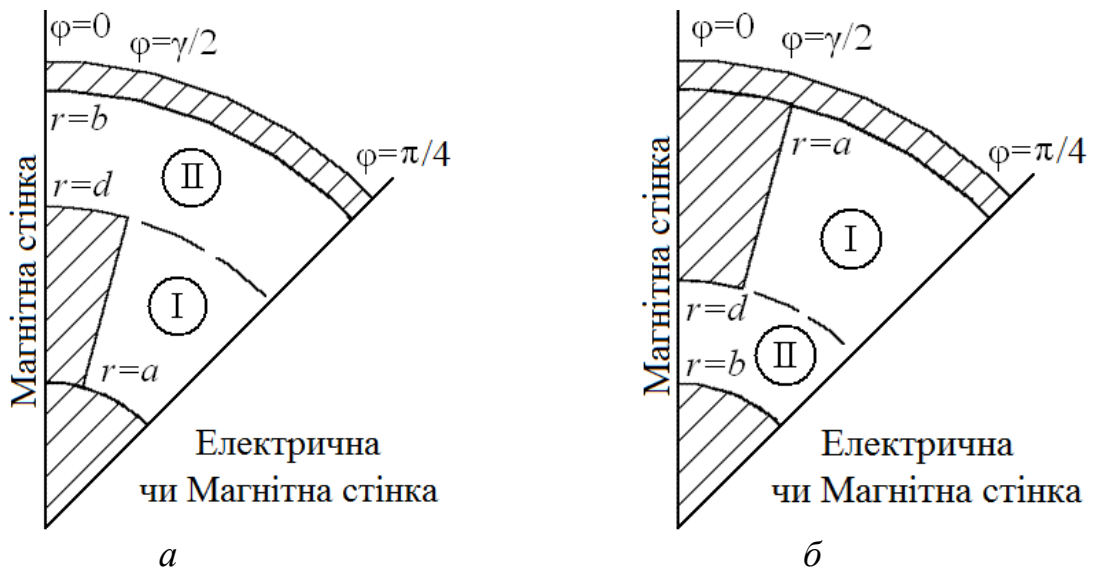 φ=0
φ=γ/2
r=b
φ=π/4
II
r=d
Магнітна стінка
I
r=a
Електрична
чи Магнітна стінка
а
φ=0
φ=γ/2
r=a
φ=π/4
I
Магнітна стінка
r=d
II
r=b
Електрична
чи Магнітна стінка
б